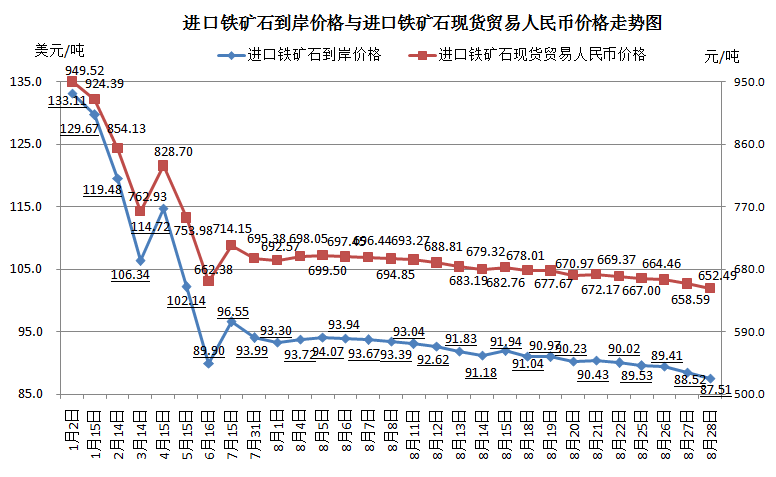 进口铁矿石到岸价格与进口铁矿石现货贸易人民币价格走势图
美元/吨
进口铁矿石到岸价格
进口铁矿石现货贸易人民币价格
元/吨
135.0
125.0
115.0
105.0
95.0
85.0
950.0
860.0
770.0
680.0
590.0
500.0
949.52
924.39
854.13
762.93
828.70
753.98
662.38
714.15
695.38
692.57
698.05
699.50
697.45
696.44
694.85
693.27
688.81
683.19
679.32
682.76
678.01
677.67
670.97
672.17
669.37
667.00
664.46
658.59
652.49
133.11
129.67
119.48
106.34
114.72
102.14
89.90
96.55
93.99
93.30
93.72
94.07
93.94
93.67
93.39
93.04
92.62
91.83
91.18
91.94
91.04
90.97
90.23
90.43
90.02
89.53
89.41
88.52
87.51
1月2日
1月15日
2月14日
3月14日
4月15日
5月15日
6月16日
7月15日
7月31日
8月1日
8月4日
8月5日
8月6日
8月7日
8月8日
8月11日
8月12日
8月13日
8月14日
8月15日
8月18日
8月19日
8月20日
8月21日
8月22日
8月25日
8月26日
8月27日
8月28日